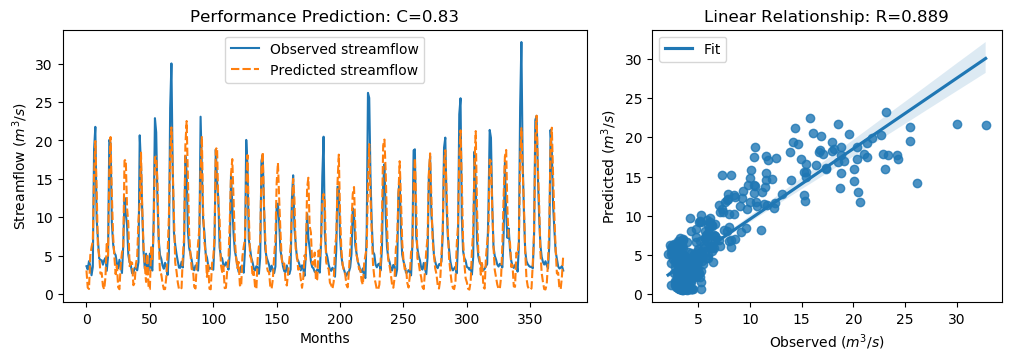 Performance Prediction: C=0.83
Streamflow (m³/s)
Observed streamflow
Predicted streamflow
30
25
20
15
10
5
0
0 50 100 150 200 250 300 350
Months
Linear Relationship: R=0.889
Predicted (m³/s)
Fit
30
25
20
15
10
5
0
5 10 15 20 25 30
Observed (m³/s)